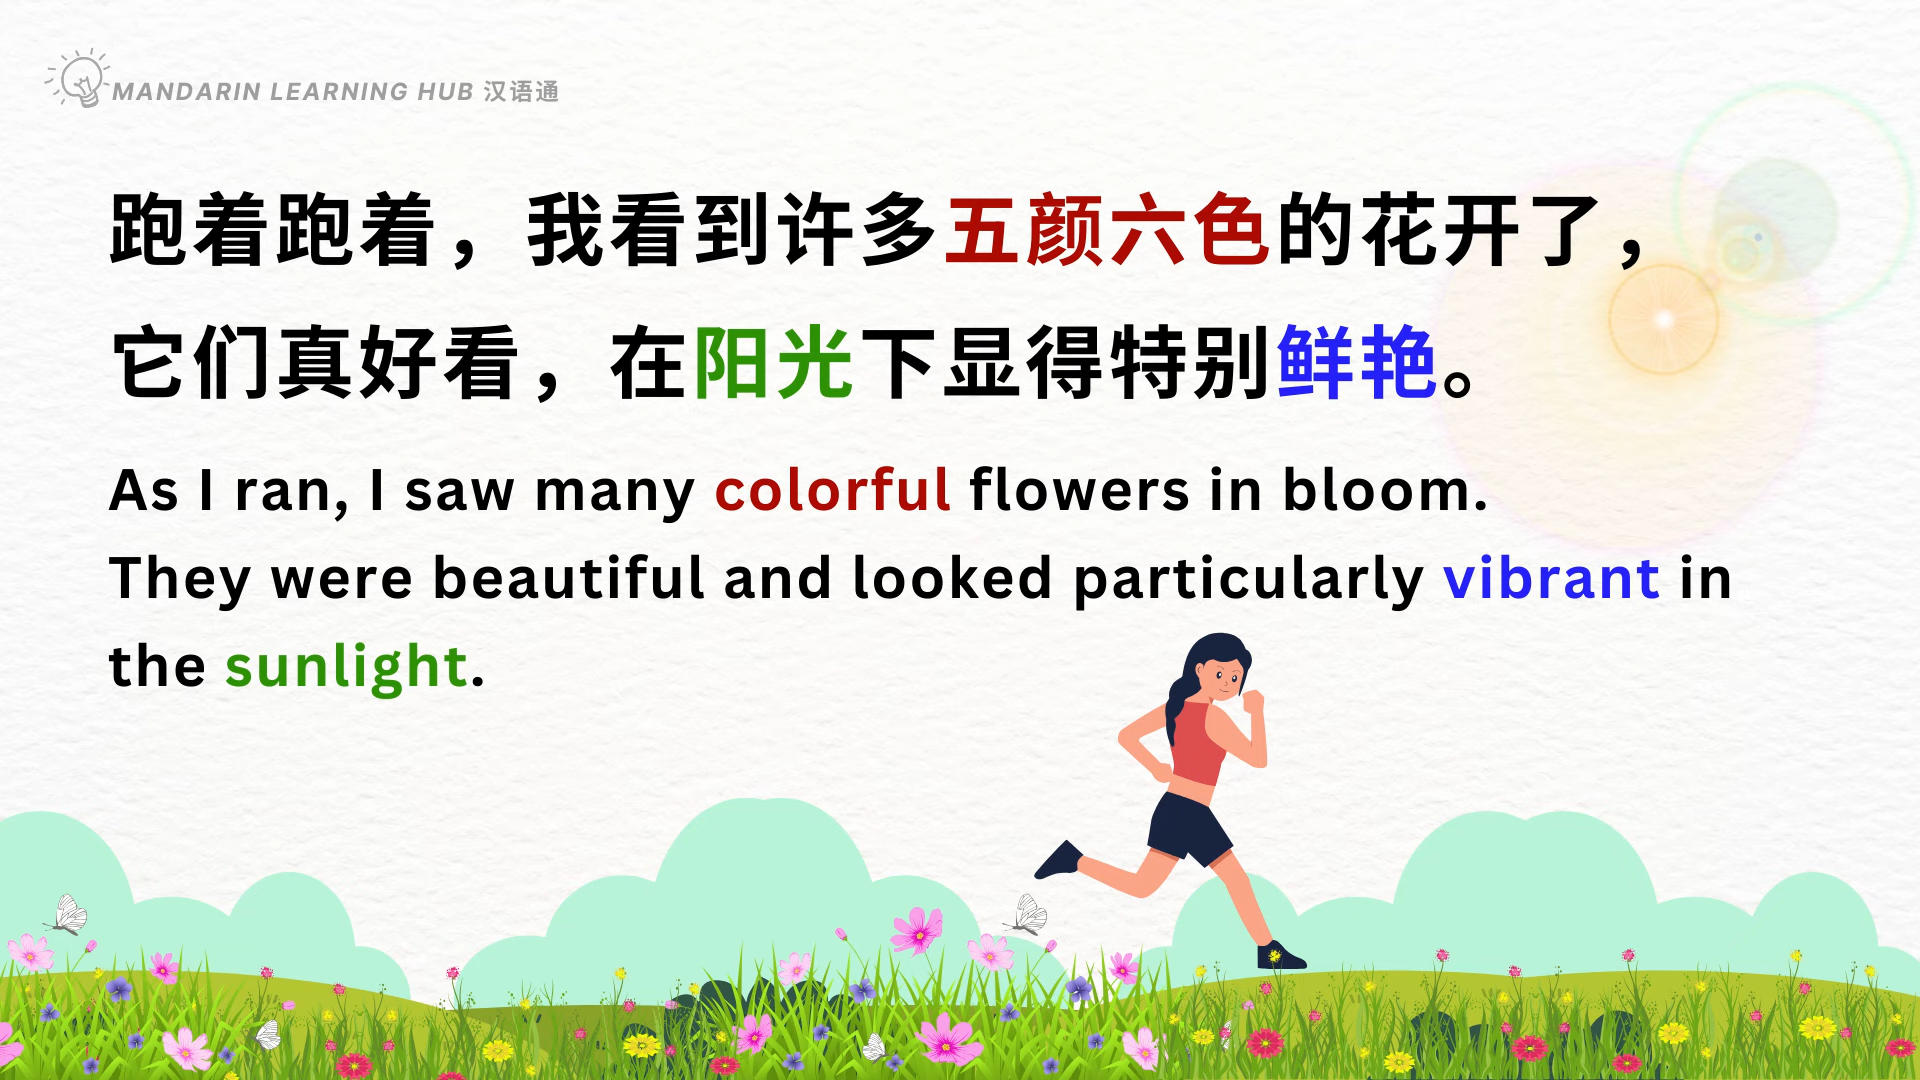 MANDARIN LEARNING HUB 汉语通
跑着跑着，我看到许多五颜六色的花开了，
它们真好看，在阳光下显得特别鲜艳。
As I ran, I saw many colorful flowers in bloom.
They were beautiful and looked particularly vibrant in
the sunlight.